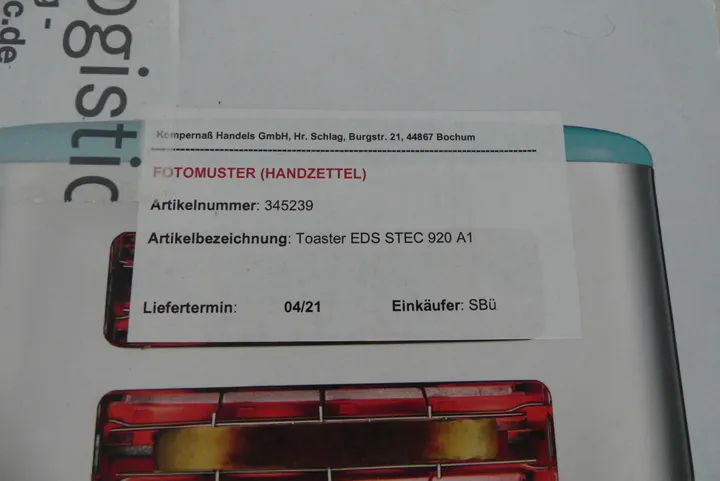 ogistic
g -
c.de
Kompernaß Handels GmbH, Hr. Schlag, Burgstr. 21, 44867 Bochum
FOTOMUSTER (HANDZETTEL)
Artikelnummer: 345239
Artikelbezeichnung: Toaster EDS STEC 920 A1
Liefertermin: 04/21 Einkäufer: SBü